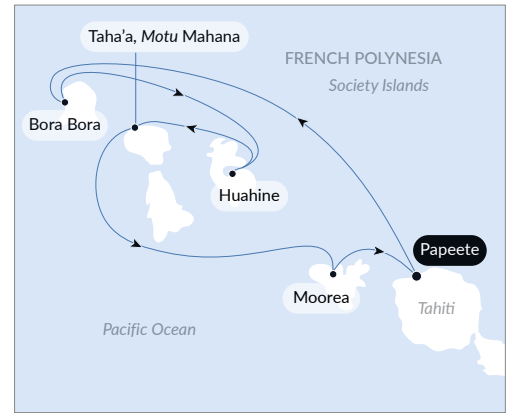 Taha’a, Motu Mahana
FRENCH POLYNESIA
Society Islands
Bora Bora
Huahine
Papeete
Moorea
Tahiti
Pacific Ocean